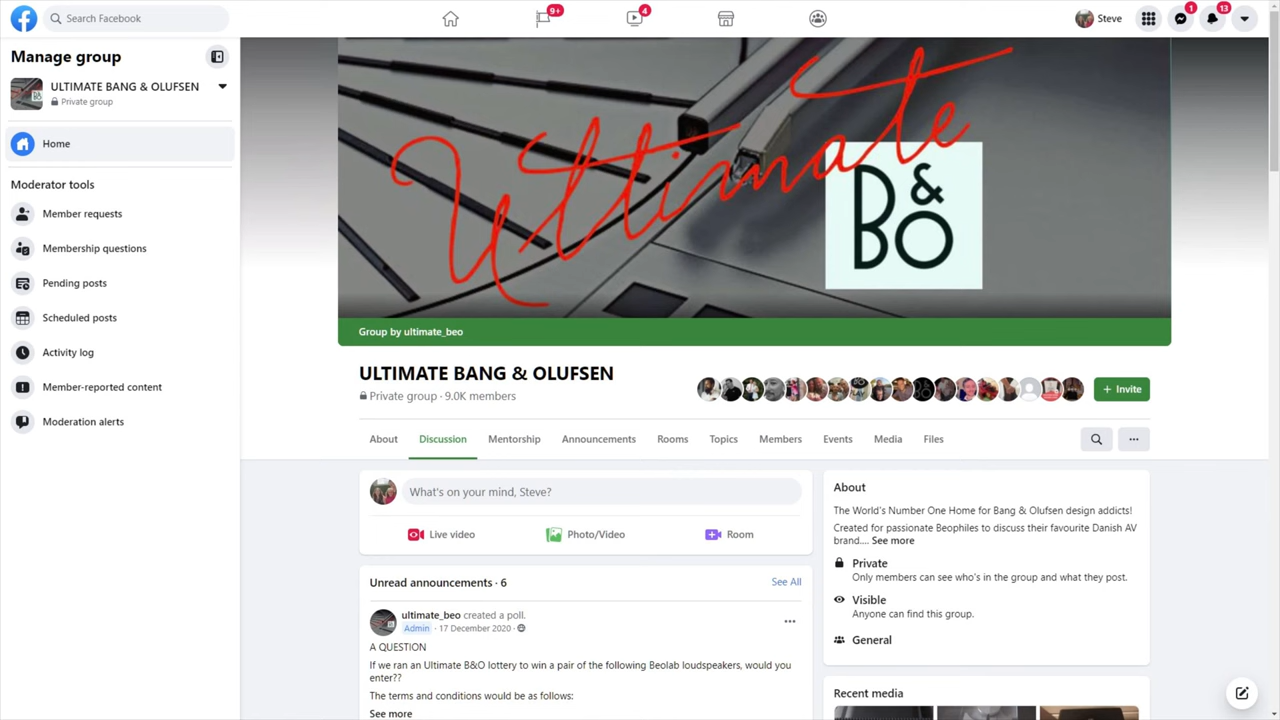 Search Facebook
9+
4
Steve
1
13
Manage group
ULTIMATE BANG & OLUFSEN
Private group
Home
Moderator tools
Member requests
Membership questions
Pending posts
Scheduled posts
Activity log
Member-reported content
Moderation alerts
Ultimate
B&O
Group by ultimate_beo
ULTIMATE BANG & OLUFSEN
Private group · 9.0K members
+ Invite
About Discussion Mentorship Announcements Rooms Topics Members Events Media Files
What's on your mind, Steve?
Live video Photo/Video Room
Unread announcements · 6 See All
ultimate_beo created a poll.
Admin · 17 December 2020 ·
A QUESTION
If we ran an Ultimate B&O lottery to win a pair of the following Beolab loudspeakers, would you
enter??
The terms and conditions would be as follows:
See more
About
The World's Number One Home for Bang & Olufsen design addicts!
Created for passionate Beophiles to discuss their favourite Danish AV
brand.... See more
Private
Only members can see who's in the group and what they post.
Visible
Anyone can find this group.
General
Recent media